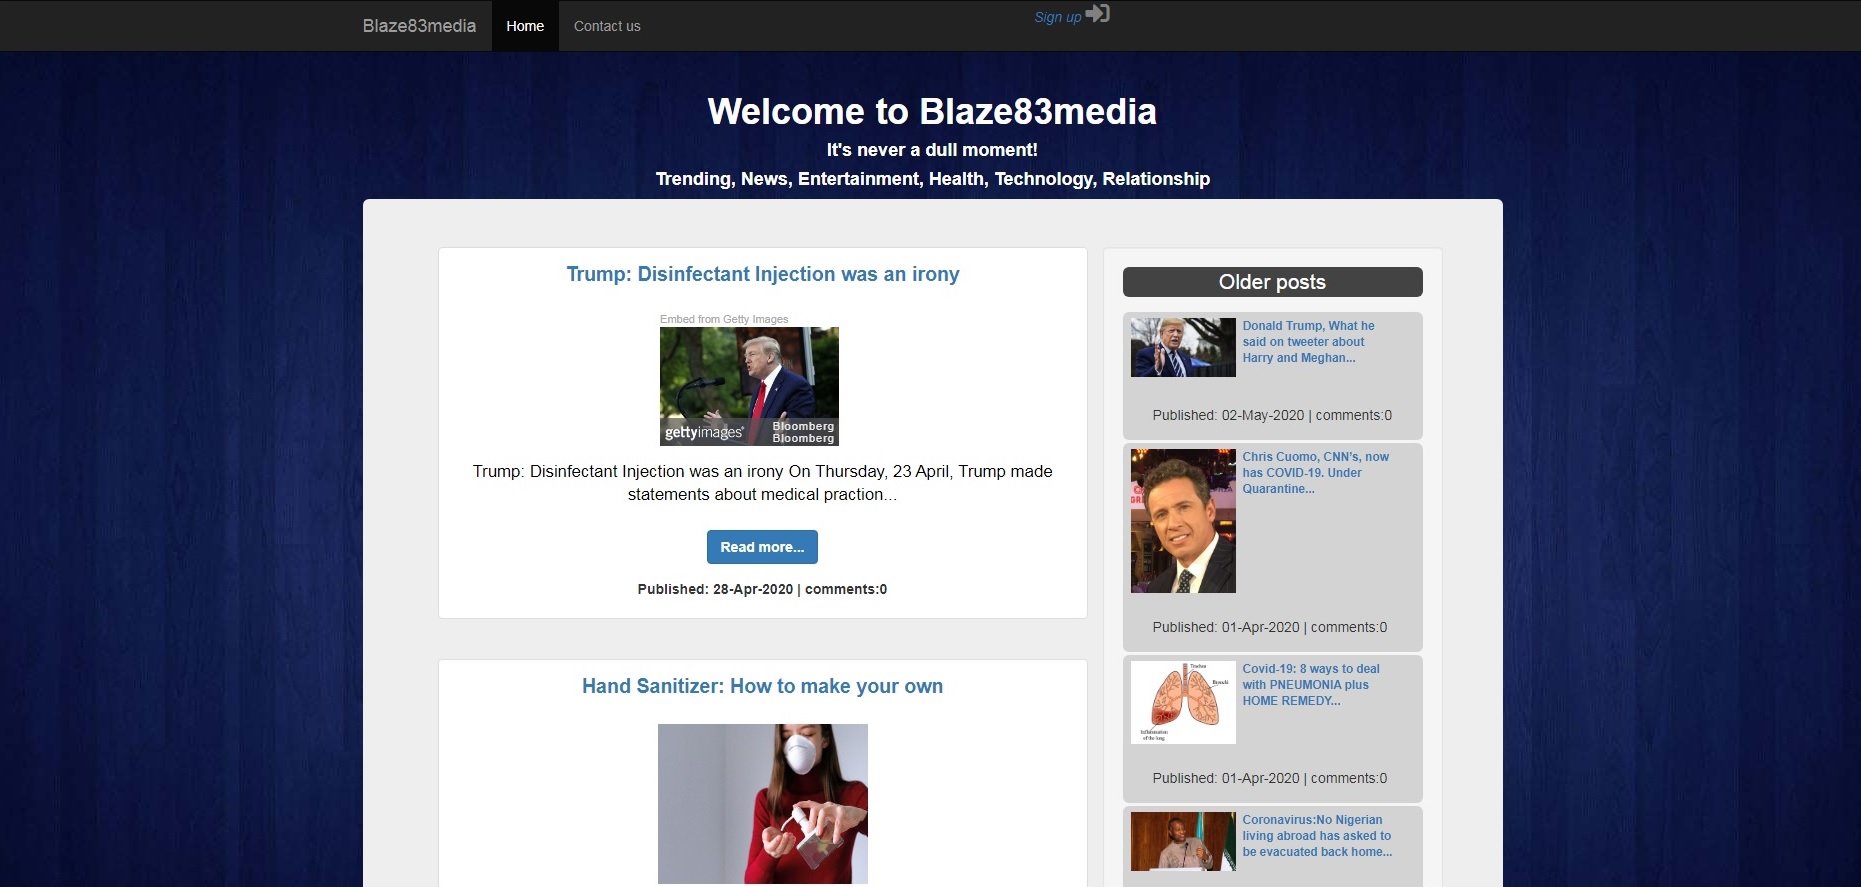 Blaze83media
Home
Contact us
Sign up
Welcome to Blaze83media
It's never a dull moment!
Trending, News, Entertainment, Health, Technology, Relationship
Trump: Disinfectant Injection was an irony
Embed from Getty Images
gettyimages®
Bloomberg
Bloomberg
Trump: Disinfectant Injection was an irony On Thursday, 23 April, Trump made
statements about medical praction...
Read more...
Published: 28-Apr-2020 | comments:0
Hand Sanitizer: How to make your own
Older posts
Donald Trump, What he
said on tweeter about
Harry and Meghan...
Published: 02-May-2020 | comments:0
Chris Cuomo, CNN's, now
has COVID-19. Under
Quarantine...
Published: 01-Apr-2020 | comments:0
Covid-19: 8 ways to deal
with PNEUMONIA plus
HOME REMEDY...
Trachea
Bronchi
Inflammation
of the lung
Published: 01-Apr-2020 | comments:0
Coronavirus:No Nigerian
living abroad has asked to
be evacuated back home...